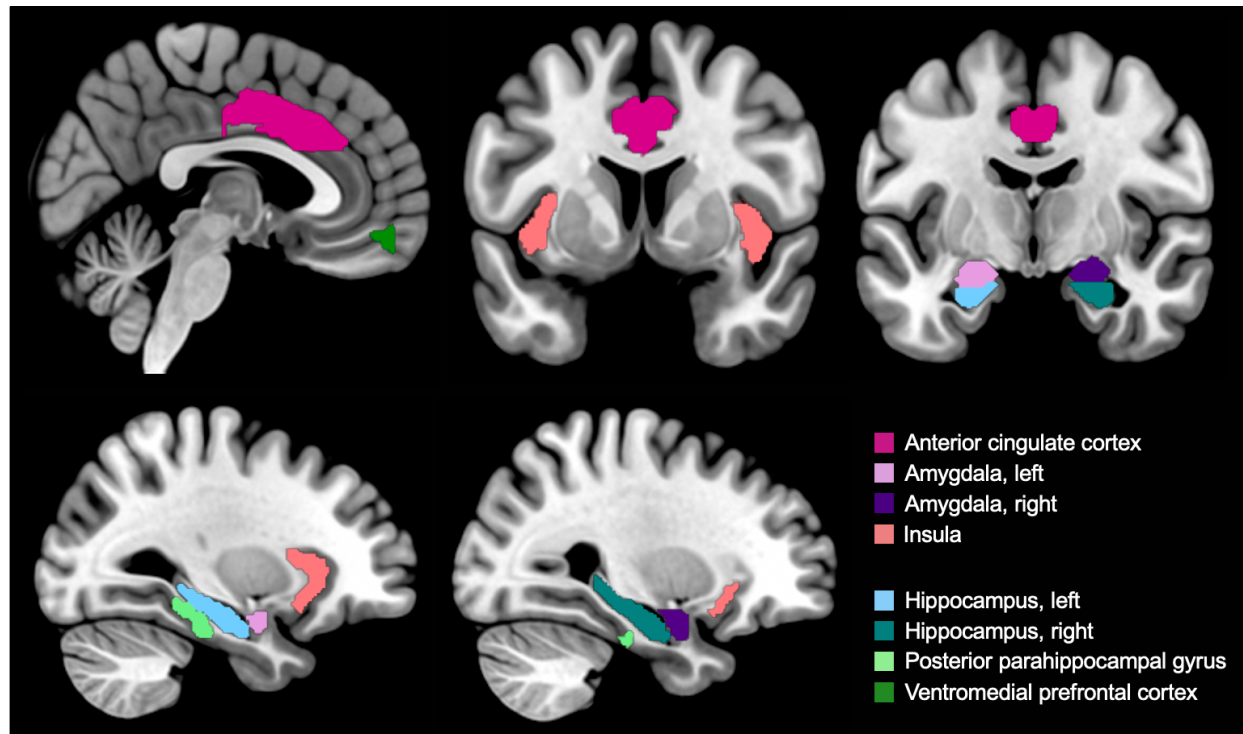 Anterior cingulate cortex
Amygdala, left
Amygdala, right
Insula
Hippocampus, left
Hippocampus, right
Posterior parahippocampal gyrus
Ventromedial prefrontal cortex